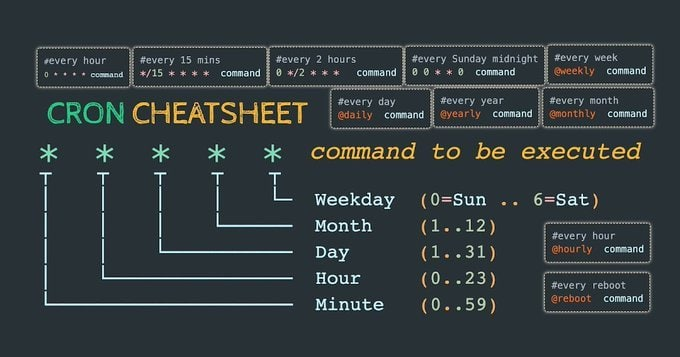 #every hour
0 * * * * command
#every 15 mins
*/15 * * * * command
#every 2 hours
0 */2 * * * command
#every Sunday midnight
0 0 * * 0 command
#every week
@weekly command
CRON CHEATSHEET
#every day
@daily command
#every year
@yearly command
#every month
@monthly command
* * * * * command to be executed
Weekday (0=Sun .. 6=Sat)
Month (1..12)
Day (1..31)
Hour (0..23)
Minute (0..59)
#every hour
@hourly command
#every reboot
@reboot command